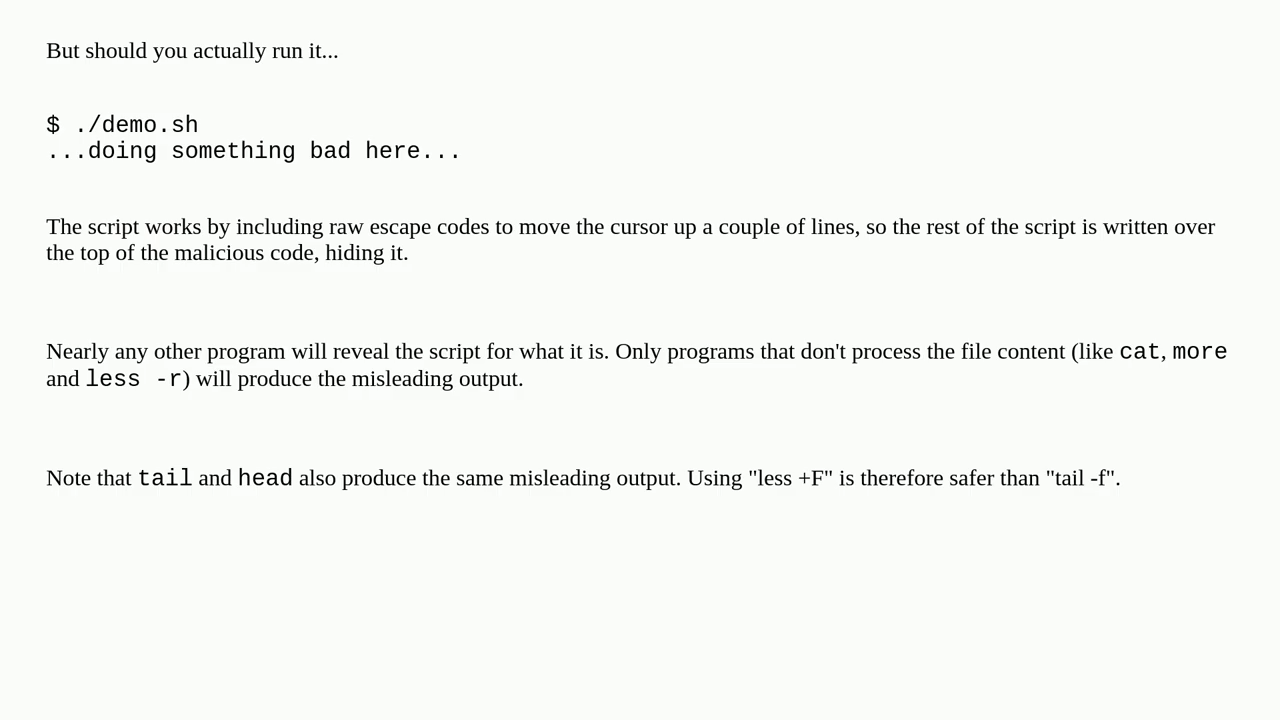 But should you actually run it...
$ ./demo.sh
...doing something bad here...
The script works by including raw escape codes to move the cursor up a couple of lines, so the rest of the script is written over
the top of the malicious code, hiding it.
Nearly any other program will reveal the script for what it is. Only programs that don't process the file content (like cat, more
and less -r) will produce the misleading output.
Note that tail and head also produce the same misleading output. Using "less +F" is therefore safer than "tail -f".